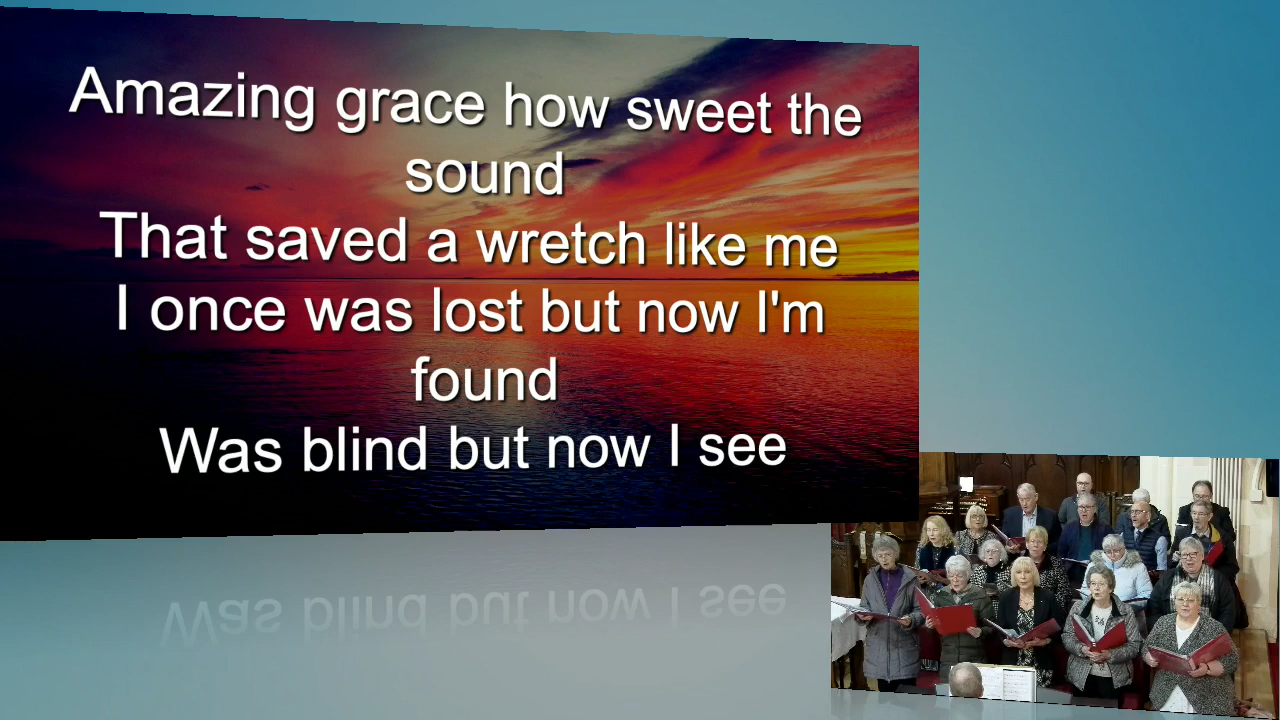 Amazing grace how sweet the
sound
That saved a wretch like me
I once was lost but now I'm
found
Was blind but now I see